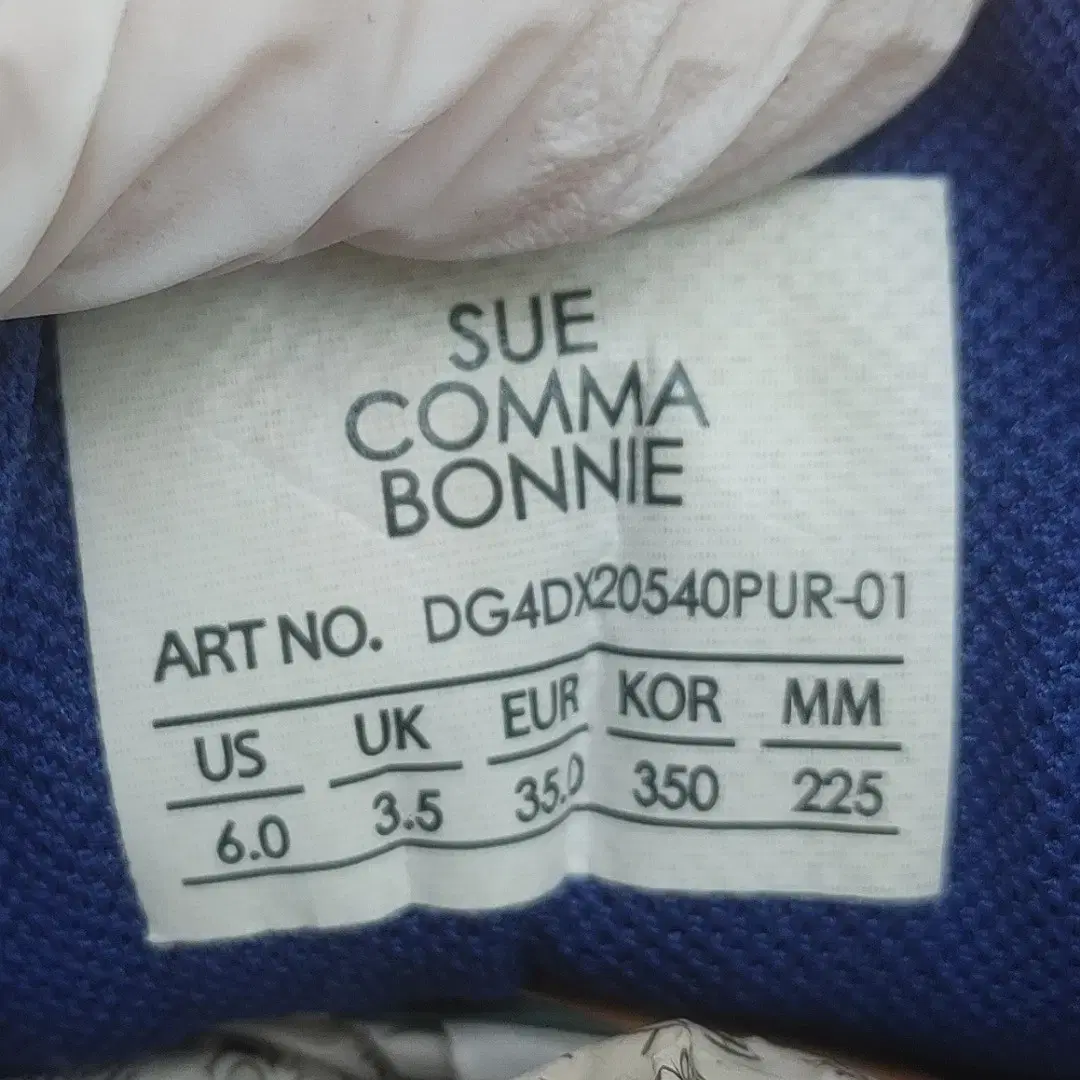 SUE
COMMA
BONNIE
ART NO. DG4DX20540PUR-01
US UK EUR KOR MM
6.0 3.5 35.0 350 225